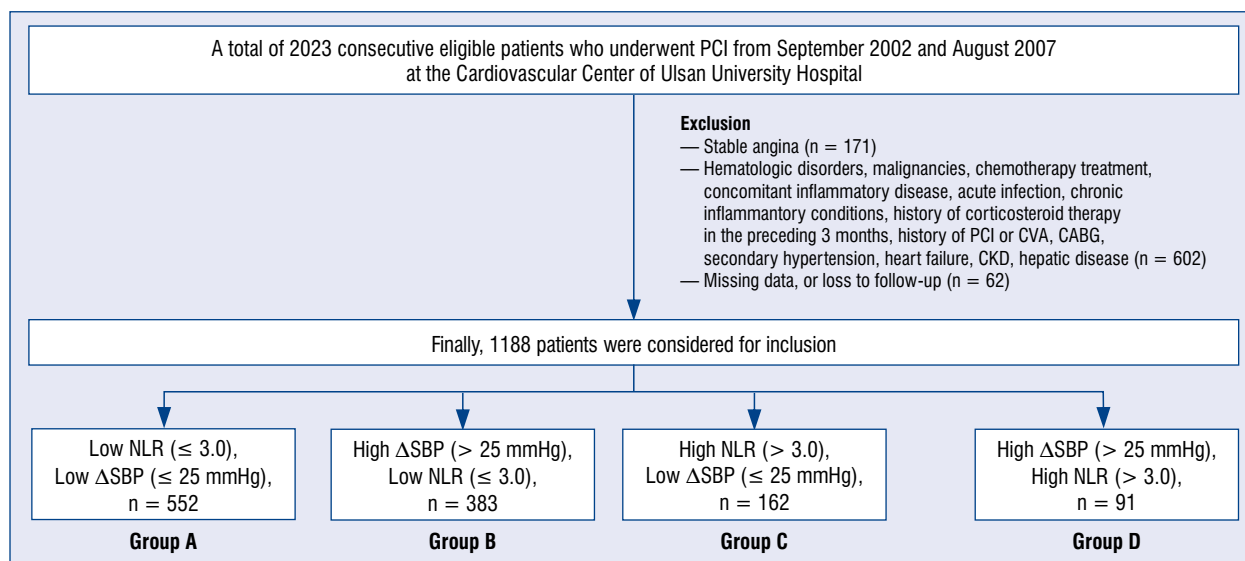 A total of 2023 consecutive eligible patients who underwent PCI from September 2002 and August 2007
at the Cardiovascular Center of Ulsan University Hospital
Exclusion
— Stable angina (n = 171)
— Hematologic disorders, malignancies, chemotherapy treatment,
concomitant inflammatory disease, acute infection, chronic
inflammantory conditions, history of corticosteroid therapy
in the preceding 3 months, history of PCI or CVA, CABG,
secondary hypertension, heart failure, CKD, hepatic disease (n = 602)
— Missing data, or loss to follow-up (n = 62)
Finally, 1188 patients were considered for inclusion
Low NLR (≤ 3.0),
Low ΔSBP (≤ 25 mmHg),
n = 552
Group A
High ΔSBP (> 25 mmHg),
Low NLR (≤ 3.0),
n = 383
Group B
High NLR (> 3.0),
Low ΔSBP (≤ 25 mmHg),
n = 162
Group C
High ΔSBP (> 25 mmHg),
High NLR (> 3.0),
n = 91
Group D